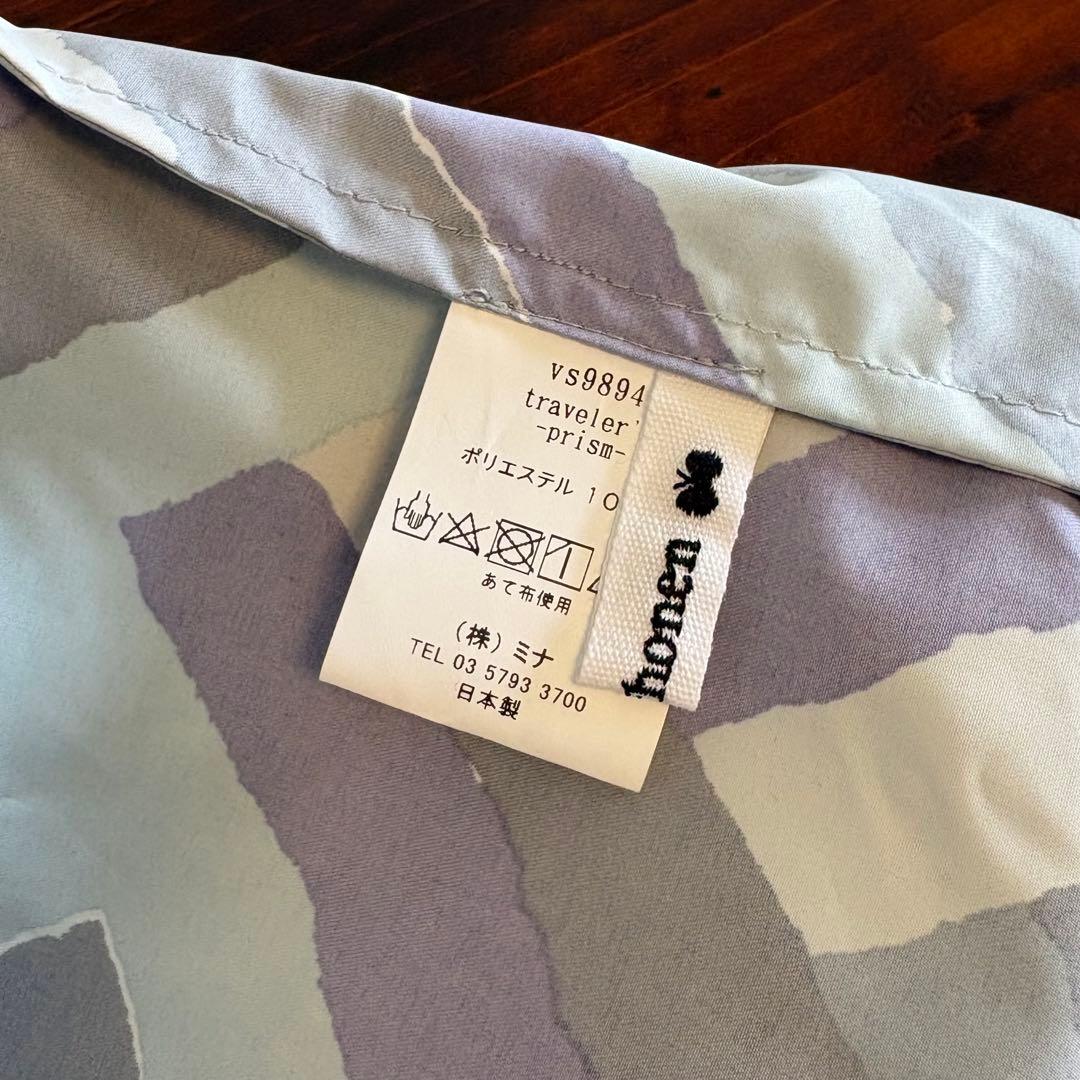 vs9894
traveler'
-prism-
ポリエステル 10
あて布使用
(株)ミナ
TEL 03 5793 3700
日本製
honen